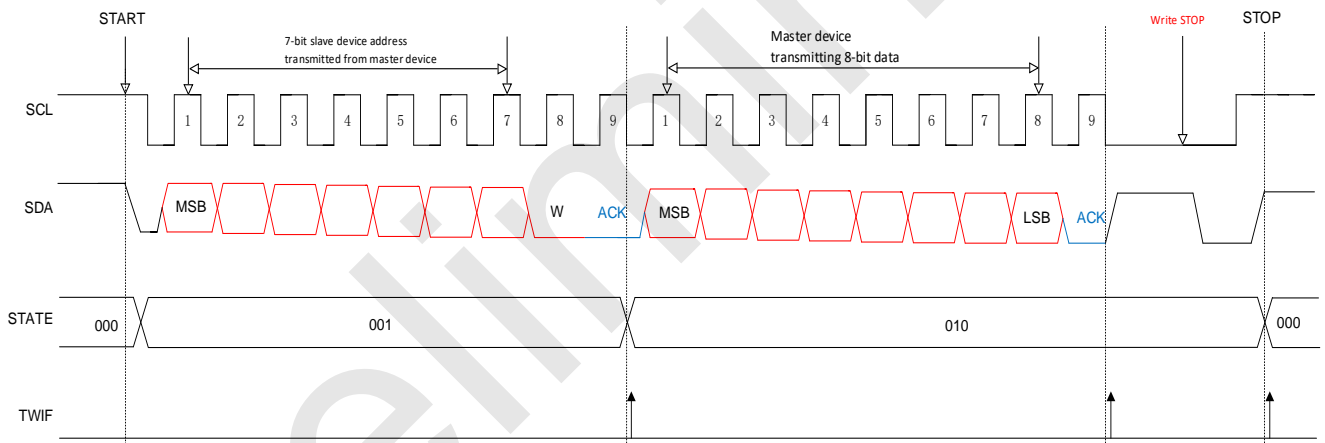 START
Write STOP
STOP
7-bit slave device address
transmitted from master device
Master device
transmitting 8-bit data
SCL
1 2 3 4 5 6 7 8 9 1 2 3 4 5 6 7 8 9
SDA
MSB W ACK MSB LSB ACK
STATE
000 001 010 000
TWIF